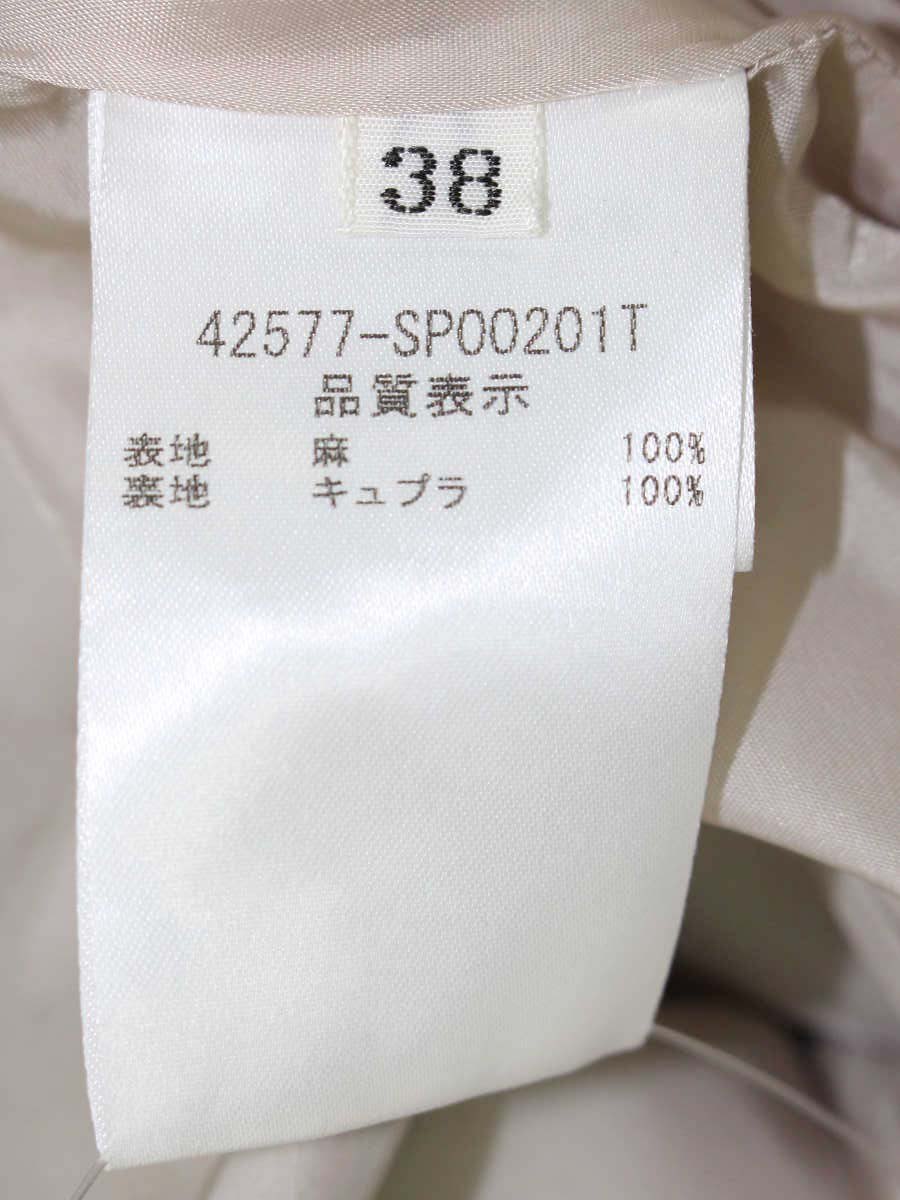 38
42577-SP00201T
品質表示
表地 麻 100%
裏地 キュプラ 100%